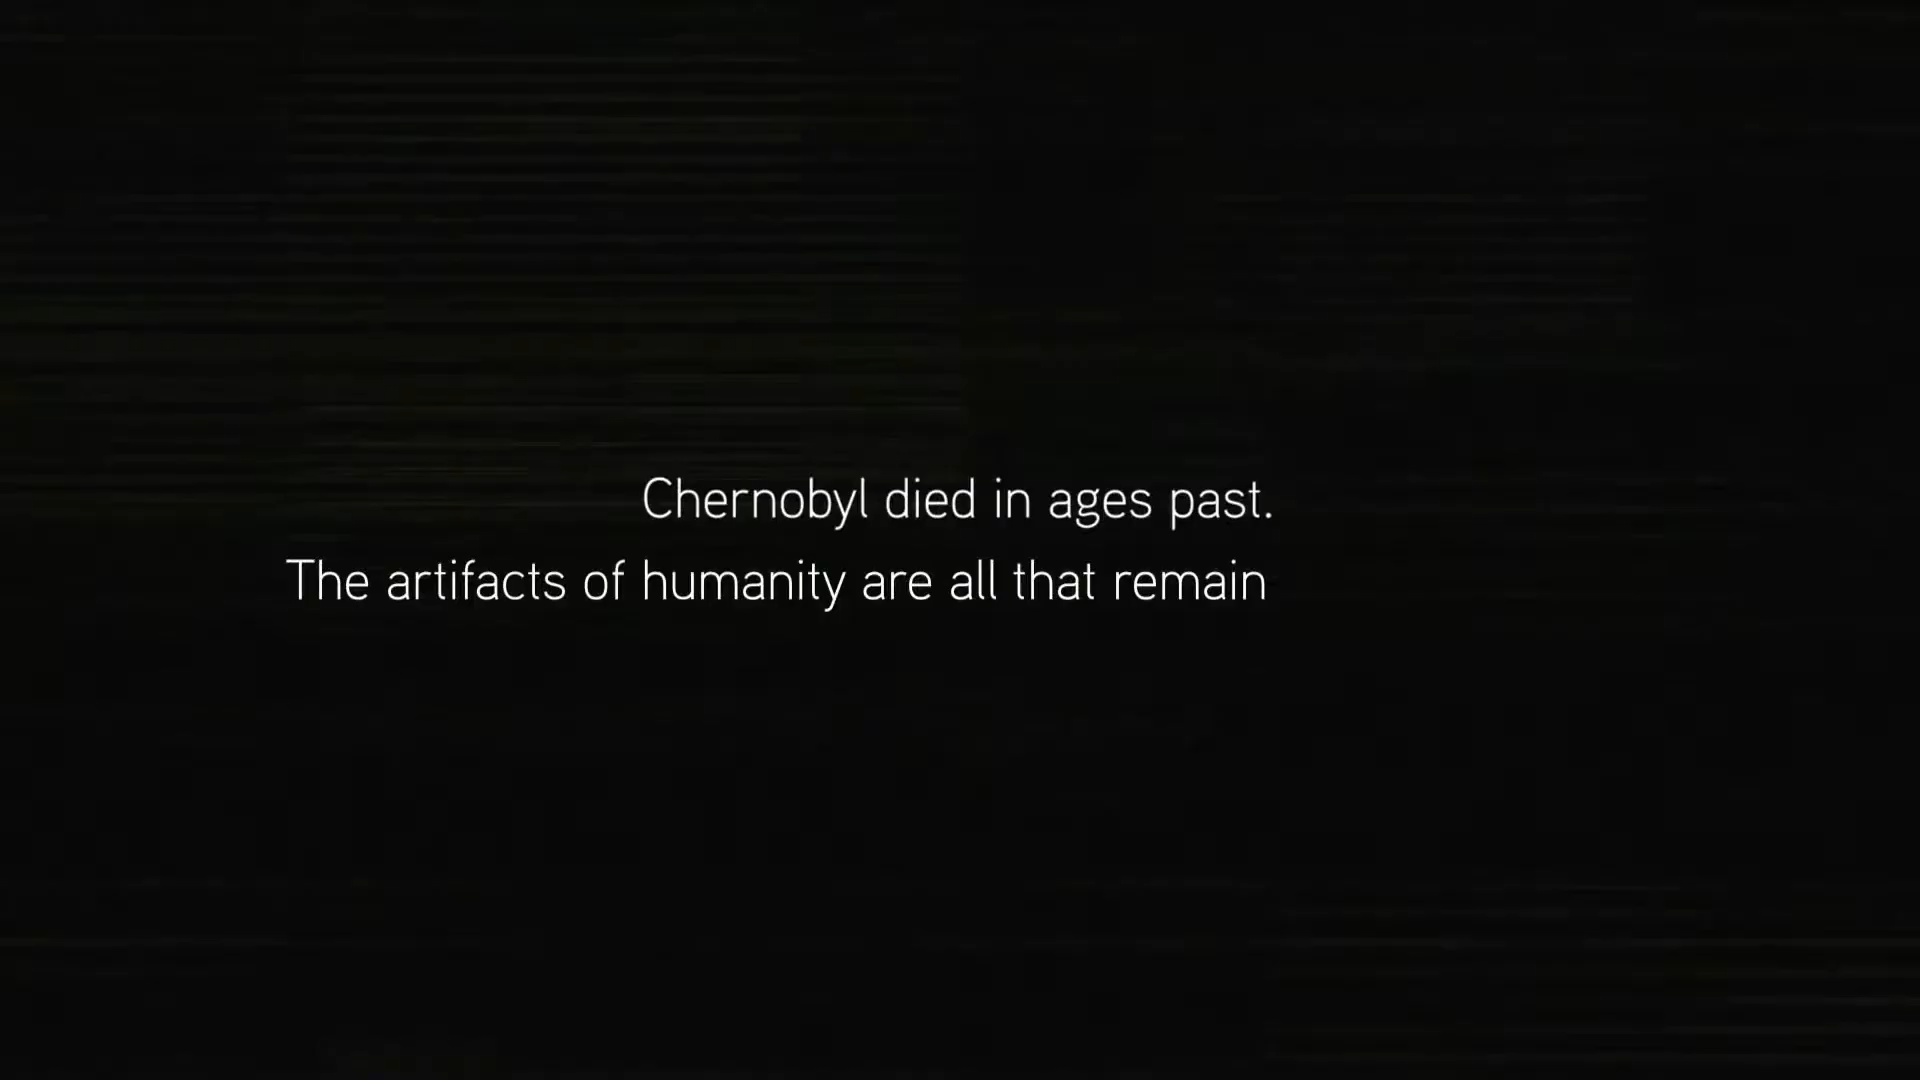 Chernobyl died in ages past.
The artifacts of humanity are all that remain